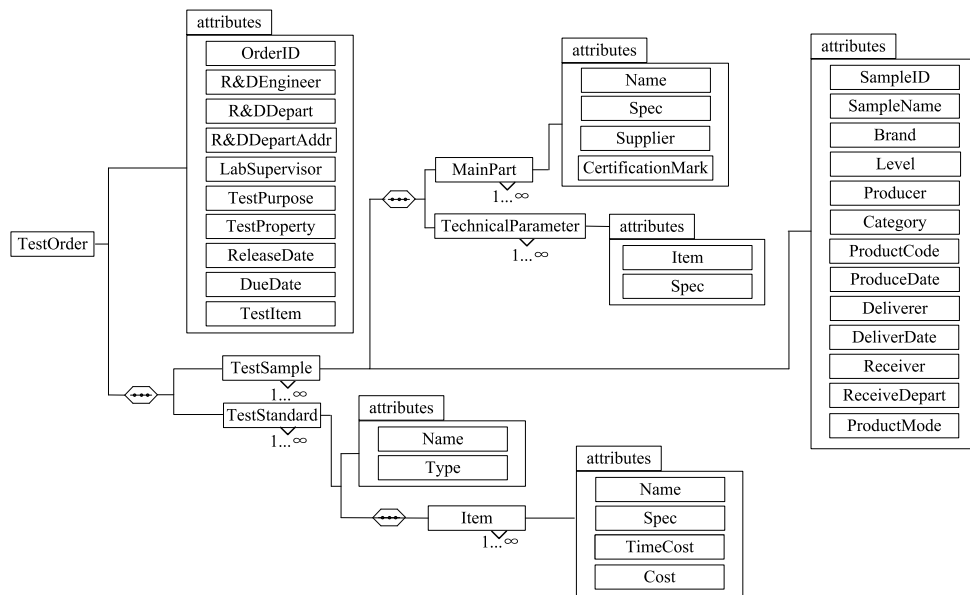 TestOrder
attributes
OrderID
R&DEngineer
R&DDepart
R&DDepartAddr
LabSupervisor
TestPurpose
TestProperty
ReleaseDate
DueDate
TestItem
TestSample
1...∞
MainPart
1...∞
attributes
Name
Spec
Supplier
CertificationMark
TechnicalParameter
1...∞
attributes
Item
Spec
attributes
SampleID
SampleName
Brand
Level
Producer
Category
ProductCode
ProduceDate
Deliverer
DeliverDate
Receiver
ReceiveDepart
ProductMode
TestStandard
1...∞
attributes
Name
Type
Item
1...∞
attributes
Name
Spec
TimeCost
Cost